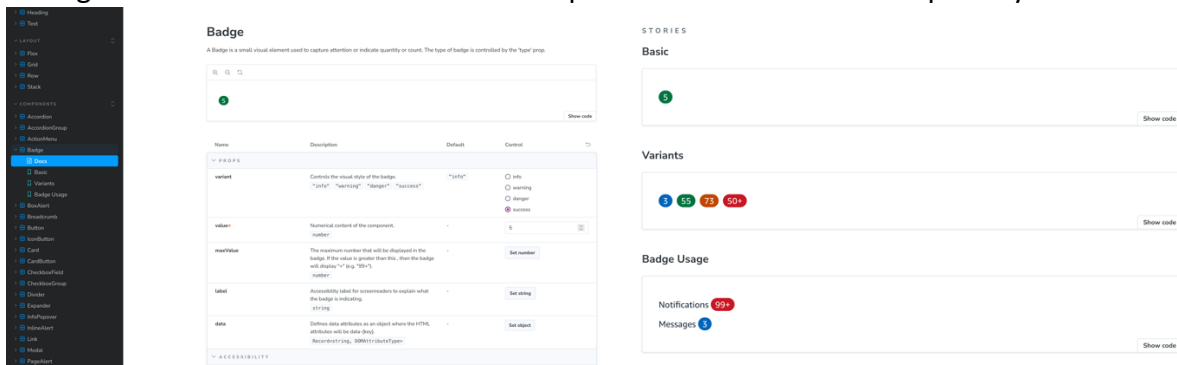 Heading
Text
LAYOUT
Flex
Grid
Row
Stack
COMPONENTS
Accordion
AccordionGroup
ActionMenu
Badge
Docs
Basic
Variants
Badge Usage
BoxAlert
Breadcrumb
Button
IconButton
Card
CardButton
CheckboxField
CheckboxGroup
Divider
Expander
InfoPopover
InlineAlert
Link
Modal
PageAlert
Badge
A Badge is a small visual element used to capture attention or indicate quantity or count. The type of badge is controlled by the 'type' prop.
5
Show code
Name Description Default Control
PROPS
variant Controls the visual style of the badge. "info" info
"info" "warning" "danger" "success" warning
danger
success
value* Numerical content of the component. - 5
number
maxValue The maximum number that will be displayed in the - Set number
badge. If the value is greater than this , then the badge
will display "+" (e.g. "99+").
number
label Accessibility label for screenreaders to explain what - Set string
the badge is indicating.
string
data Defines data attributes as an object where the HTML - Set object
attributes will be data-{key}.
Record<string, DOMAttributeType>
ACCESSIBILITY
STORIES
Basic
5
Show code
Variants
3 55 73 50+
Show code
Badge Usage
Notifications 99+
Messages 3
Show code